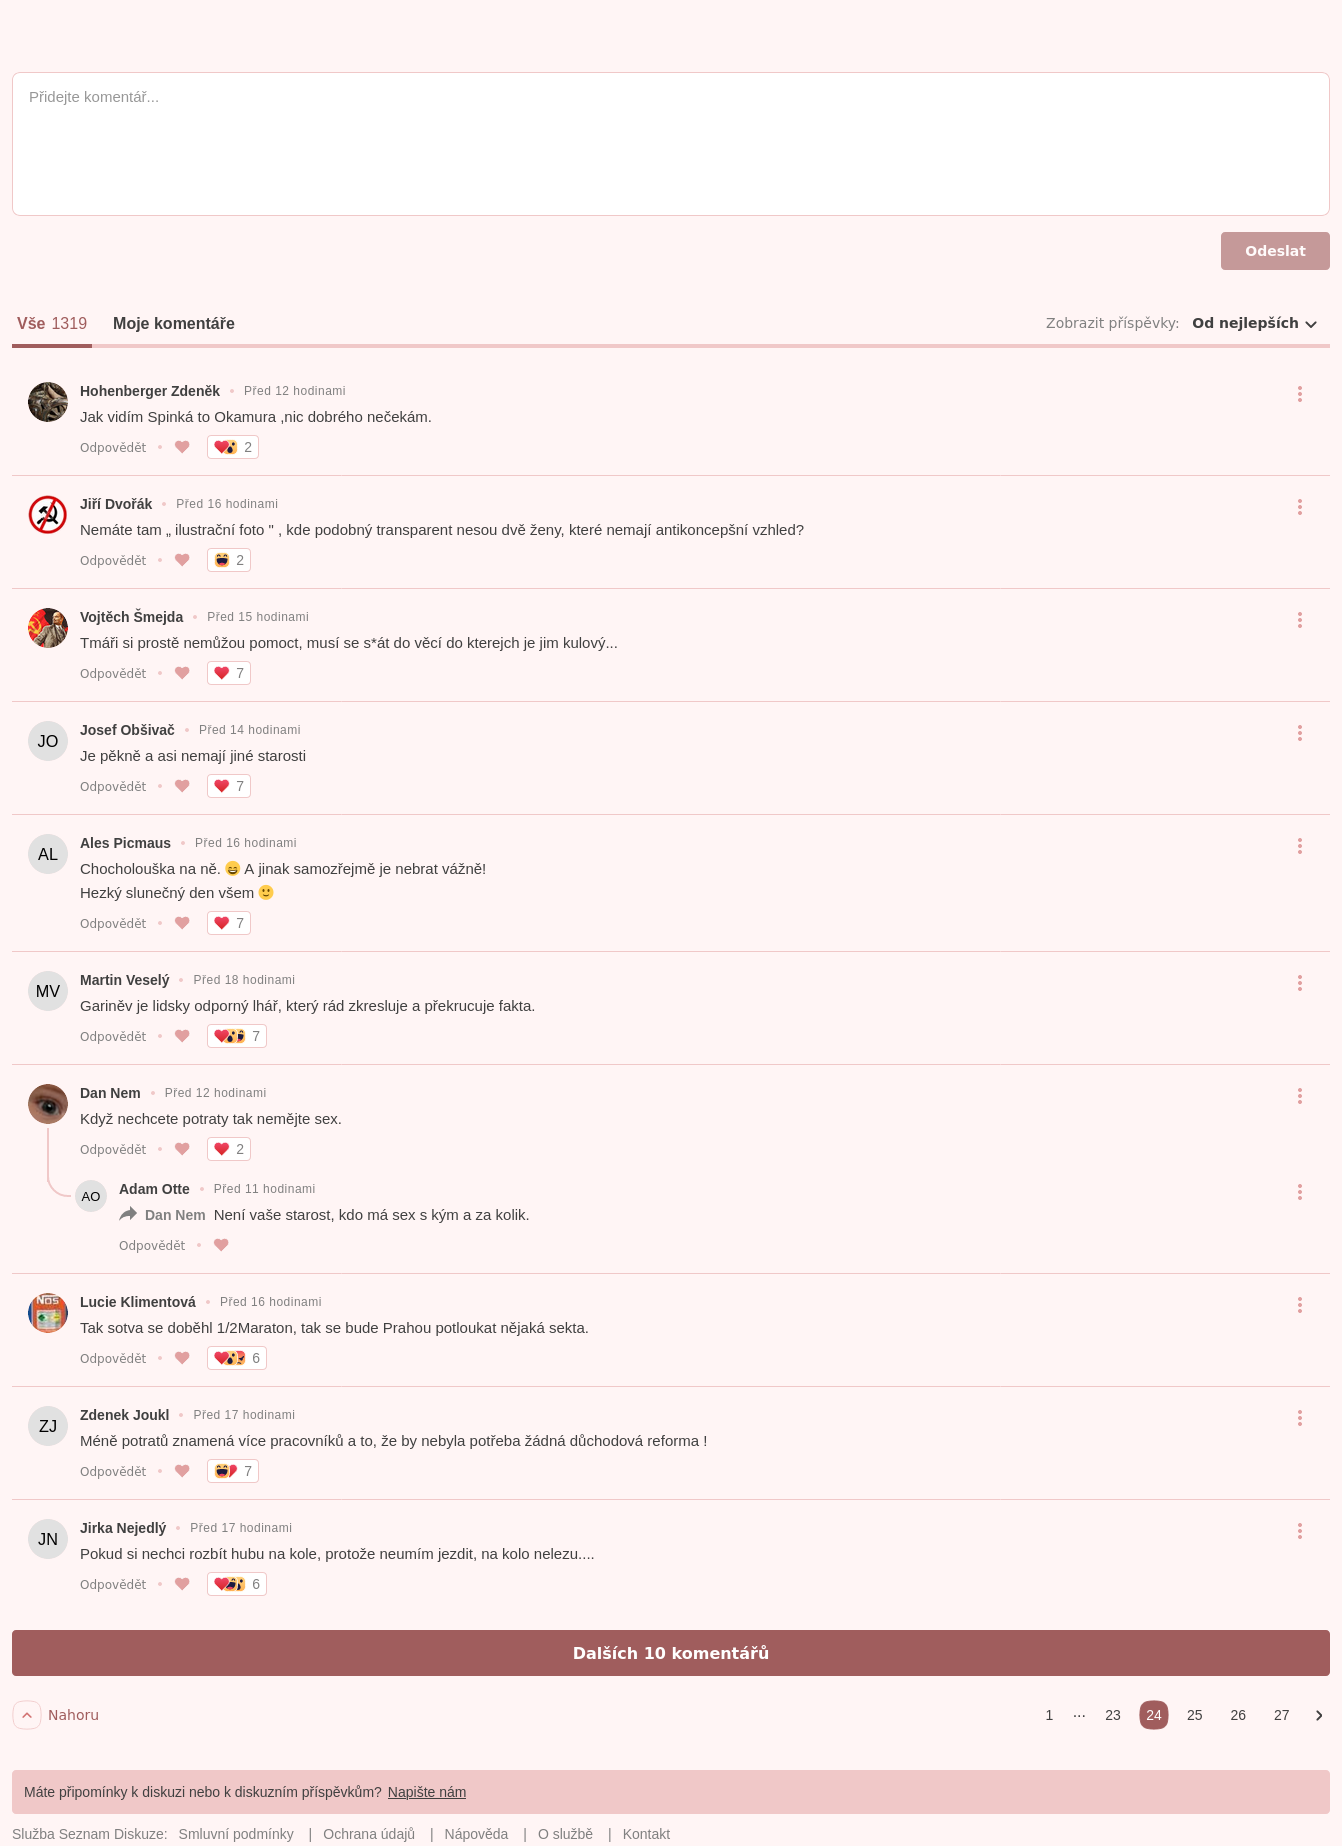 Přidejte komentář...
Odeslat
Vše 1319 Moje komentáře Zobrazit příspěvky: Od nejlepších
Hohenberger Zdeněk • Před 12 hodinami
Jak vidím Spinká to Okamura ,nic dobrého nečekám.
Odpovědět • 2
Jiří Dvořák • Před 16 hodinami
Nemáte tam „ ilustrační foto " , kde podobný transparent nesou dvě ženy, které nemají antikoncepšní vzhled?
Odpovědět • 2
Vojtěch Šmejda • Před 15 hodinami
Tmáři si prostě nemůžou pomoct, musí se s*át do věcí do kterejch je jim kulový...
Odpovědět • 7
JO Josef Obšivač • Před 14 hodinami
Je pěkně a asi nemají jiné starosti
Odpovědět • 7
AL Ales Picmaus • Před 16 hodinami
Chocholouška na ně. 😄 A jinak samozřejmě je nebrat vážně!
Hezký slunečný den všem 🙂
Odpovědět • 7
MV Martin Veselý • Před 18 hodinami
Gariněv je lidsky odporný lhář, který rád zkresluje a překrucuje fakta.
Odpovědět • 7
Dan Nem • Před 12 hodinami
Když nechcete potraty tak nemějte sex.
Odpovědět • 2
AO Adam Otte • Před 11 hodinami
Dan Nem Není vaše starost, kdo má sex s kým a za kolik.
Odpovědět •
NOS Lucie Klimentová • Před 16 hodinami
Tak sotva se doběhl 1/2Maraton, tak se bude Prahou potloukat nějaká sekta.
Odpovědět • 6
ZJ Zdenek Joukl • Před 17 hodinami
Méně potratů znamená více pracovníků a to, že by nebyla potřeba žádná důchodová reforma !
Odpovědět • 7
JN Jirka Nejedlý • Před 17 hodinami
Pokud si nechci rozbít hubu na kole, protože neumím jezdit, na kolo nelezu....
Odpovědět • 6
Dalších 10 komentářů
Nahoru 1 ··· 23 24 25 26 27
Máte připomínky k diskuzi nebo k diskuzním příspěvkům? Napište nám
Služba Seznam Diskuze: Smluvní podmínky | Ochrana údajů | Nápověda | O službě | Kontakt